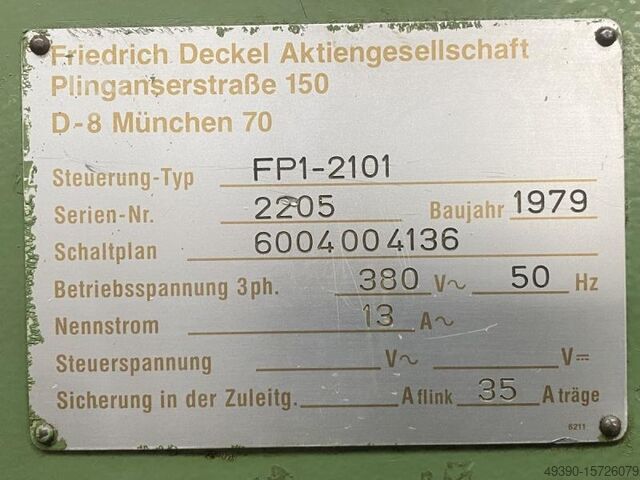 Friedrich Deckel Aktiengesellschaft
Plinganserstraße 150
D-8 München 70
Steuerung-Typ FP1-2101
Serien-Nr. 2205 Baujahr 1979
Schaltplan 6004004136
Betriebsspannung 3ph. 380 V~ 50 Hz
Nennstrom 13 A~
Steuerspannung V~ V⎓
Sicherung in der Zuleitg. A flink 35 A träge
6211
49390-15726079